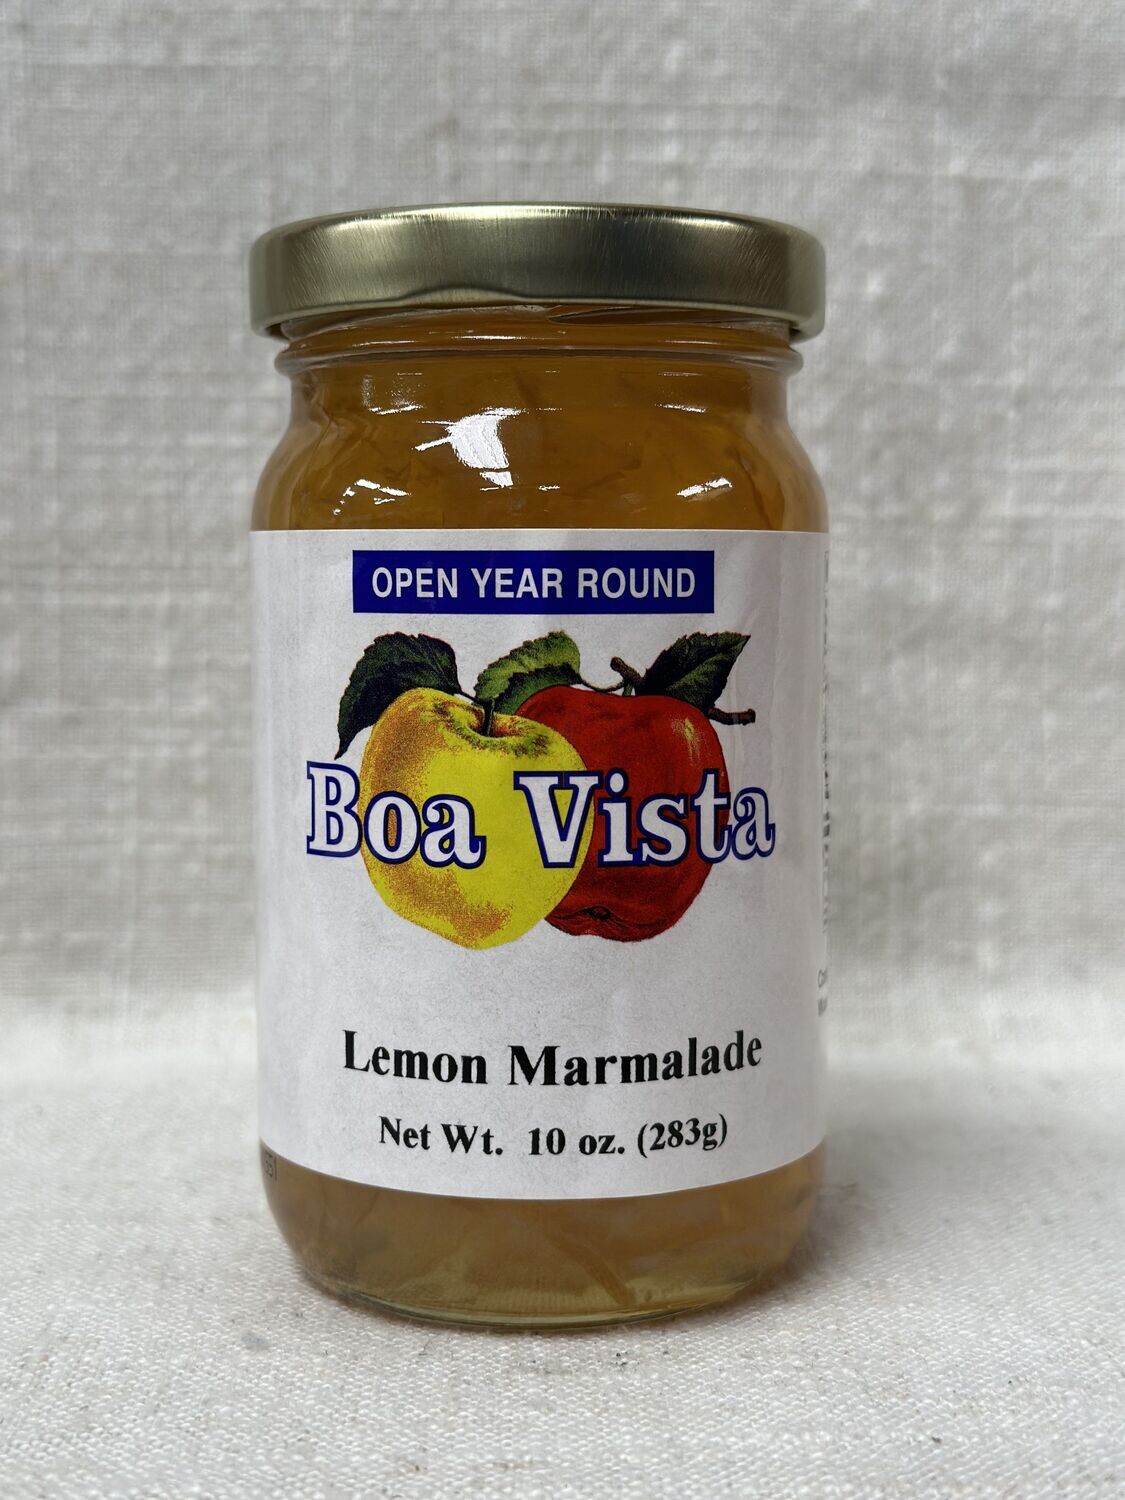 OPEN YEAR ROUND
Boa Vista
Lemon Marmalade
Net Wt. 10 oz. (283g)